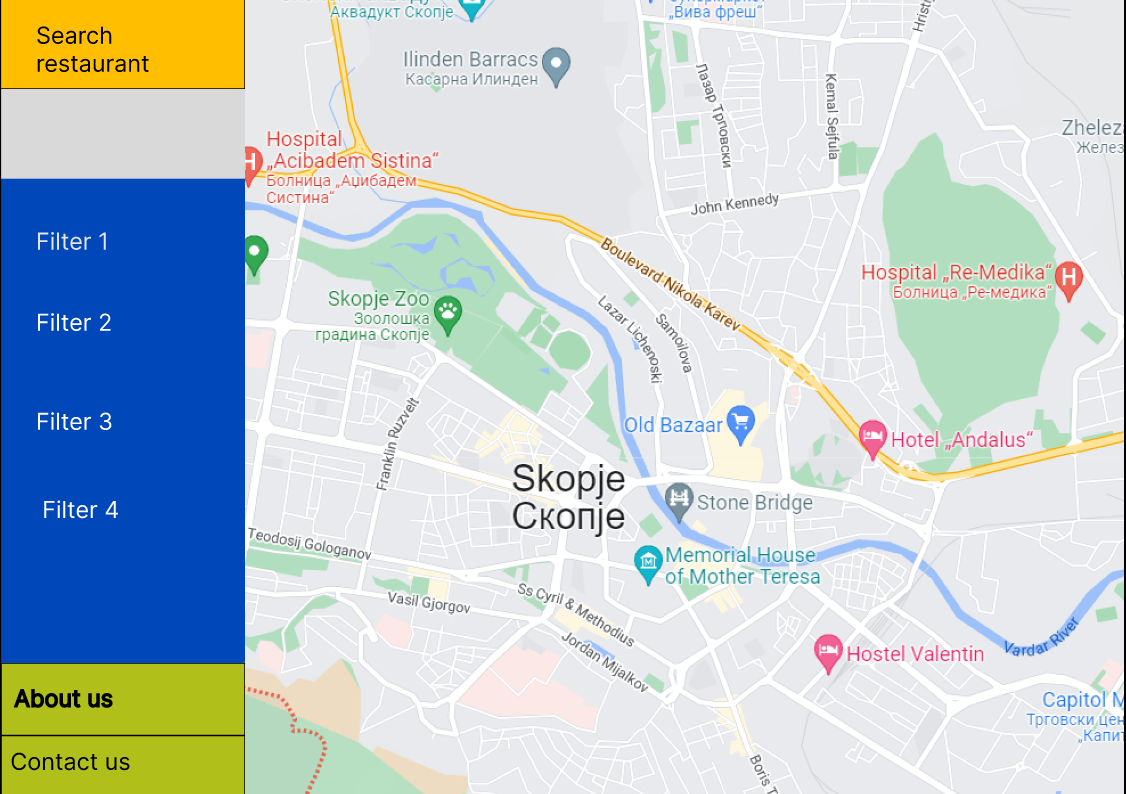 Search
restaurant
Filter 1
Filter 2
Filter 3
Filter 4
About us
Contact us
Аквадукт Скопје
„Вива фреш“
Ilinden Barracs
Касарна Илинден
Hospital
„Acibadem Sistina“
Болница „Аџибадем
Систина“
Лазар Трповски
Kemal Sejfula
John Kennedy
Boulevard Nikola Karev
Hospital „Re-Medika“
Болница „Ре-медика“
Skopje Zoo
Зоолошка
градина Скопје
Lazar Lichenoski
Samoilova
Franklin Ruzvelt
Old Bazaar
Hotel „Andalus“
Skopje
Скопје
Stone Bridge
Teodosij Gologanov
Memorial House
of Mother Teresa
Vasil Gjorgov
Ss Cyril & Methodius
Jordan Mijalkov
Hostel Valentin
Vardar River
Capitol M
Трговски цен
„Капит
Boris T